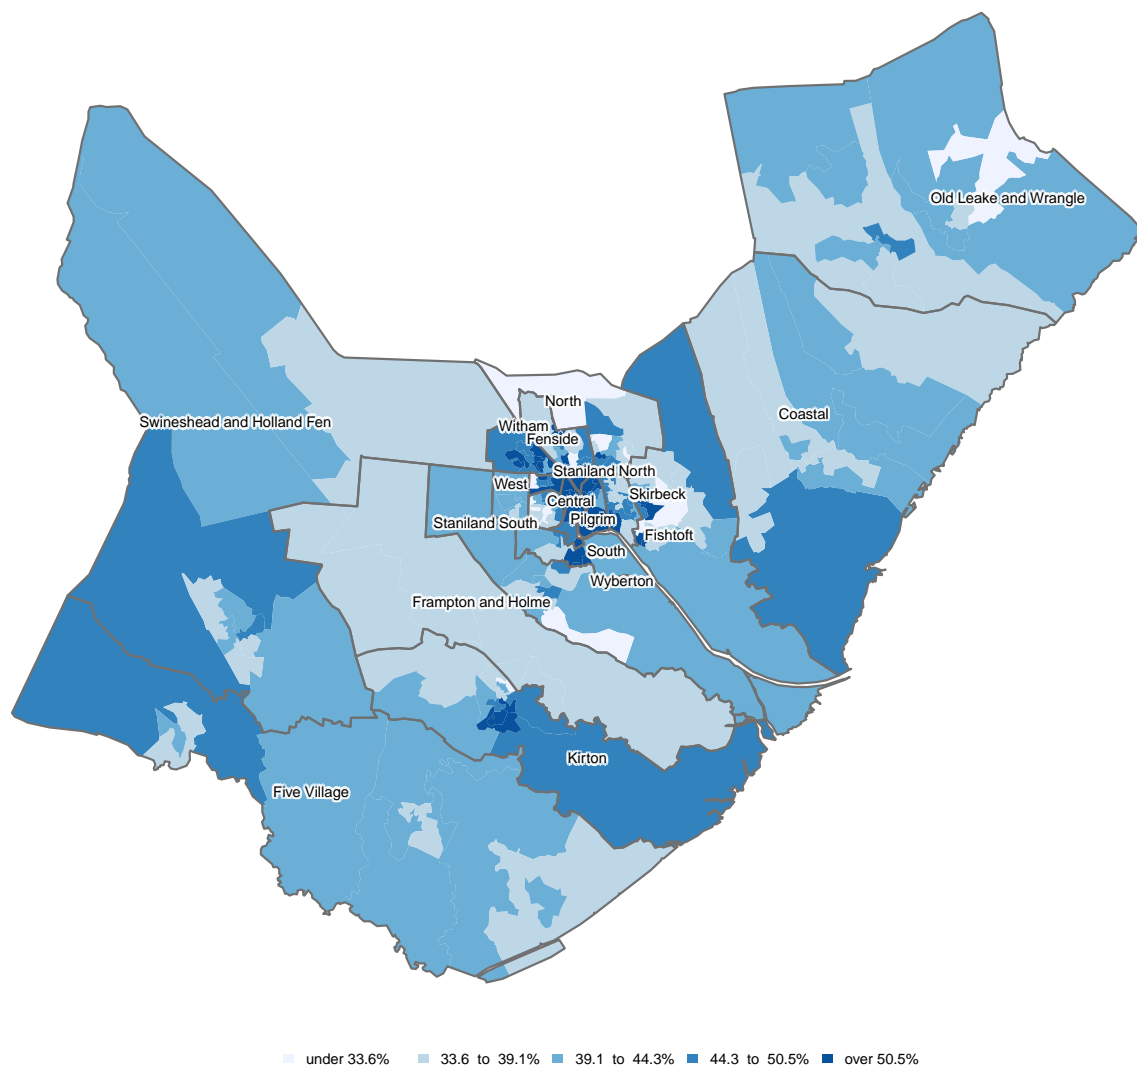 Old Leake and Wrangle
North
Coastal
Swineshead and Holland Fen
Witham
Fenside
Staniland North
West
Skirbeck
Central
Pilgrim
Staniland South
Fishtoft
South
Wyberton
Frampton and Holme
Kirton
Five Village
under 33.6% 33.6 to 39.1% 39.1 to 44.3% 44.3 to 50.5% over 50.5%